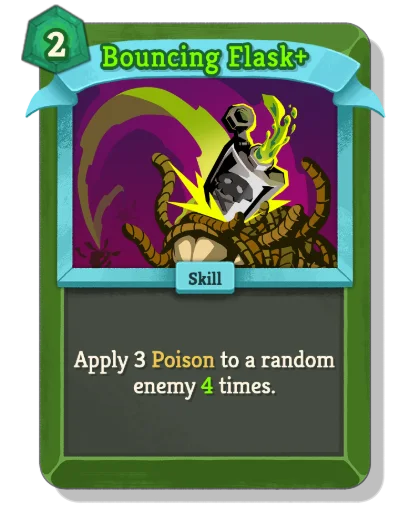 2
Bouncing Flask+
Skill
Apply 3 Poison to a random
enemy 4 times.